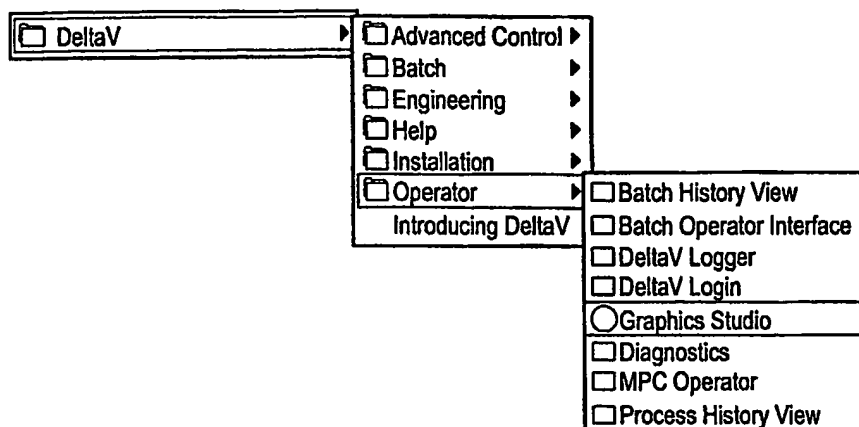 DeltaV
Advanced Control
Batch
Engineering
Help
Installation
Operator
Introducing DeltaV
Batch History View
Batch Operator Interface
DeltaV Logger
DeltaV Login
Graphics Studio
Diagnostics
MPC Operator
Process History View